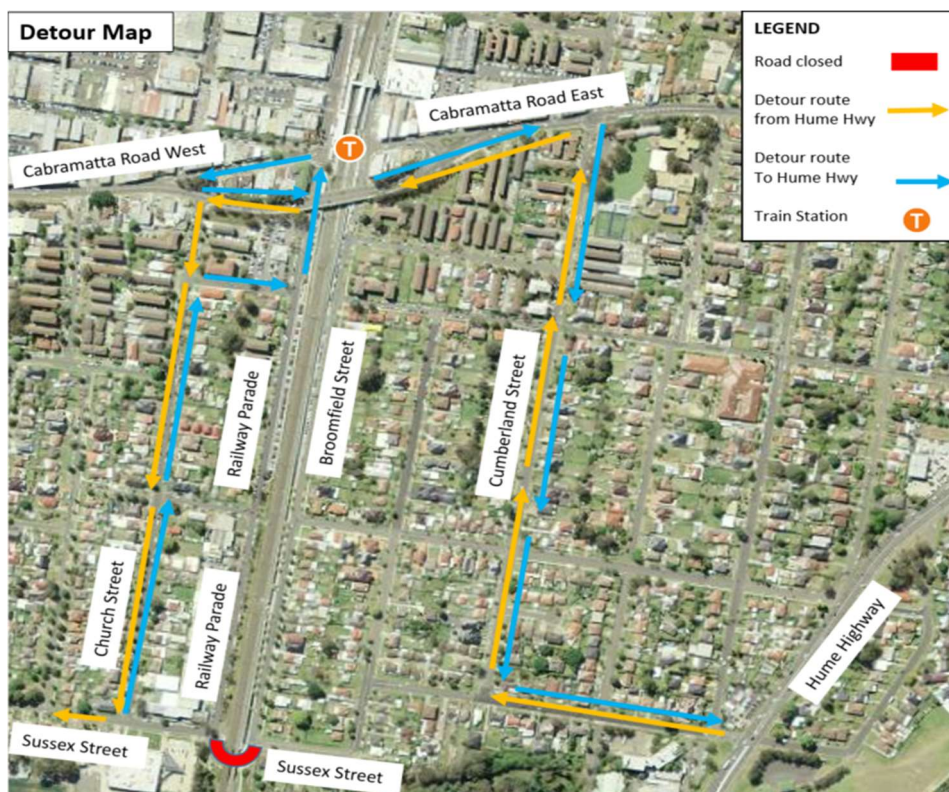 Detour Map
LEGEND
Road closed
Detour route
from Hume Hwy
Detour route
To Hume Hwy
Train Station
T
T
Cabramatta Road East
Cabramatta Road West
Railway Parade
Broomfield Street
Cumberland Street
Church Street
Railway Parade
Hume Highway
Sussex Street
Sussex Street